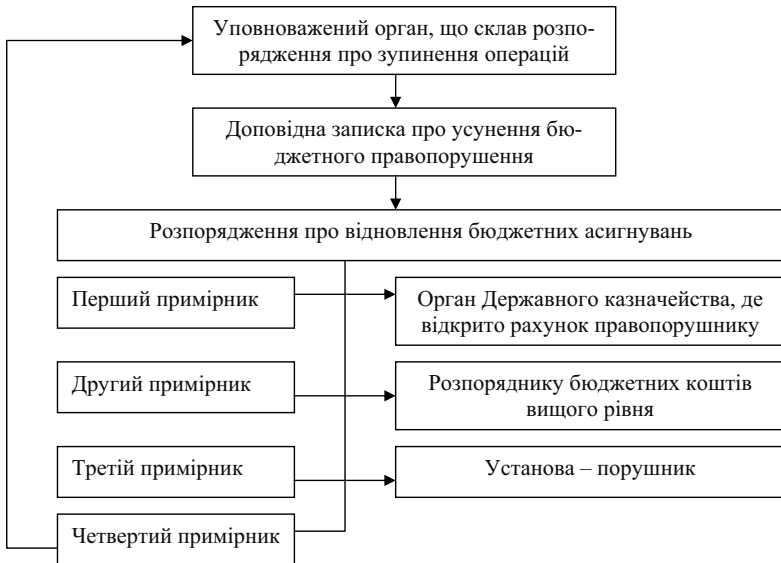 Уповноважений орган, що склав розпо-
рядження про зупинення операцій
Доповідна записка про усунення бю-
джетного правопорушення
Розпорядження про відновлення бюджетних асигнувань
Перший примірник
Орган Державного казначейства, де
відкрито рахунок правопорушнику
Другий примірник
Розпоряднику бюджетних коштів
вищого рівня
Третій примірник
Установа – порушник
Четвертий примірник